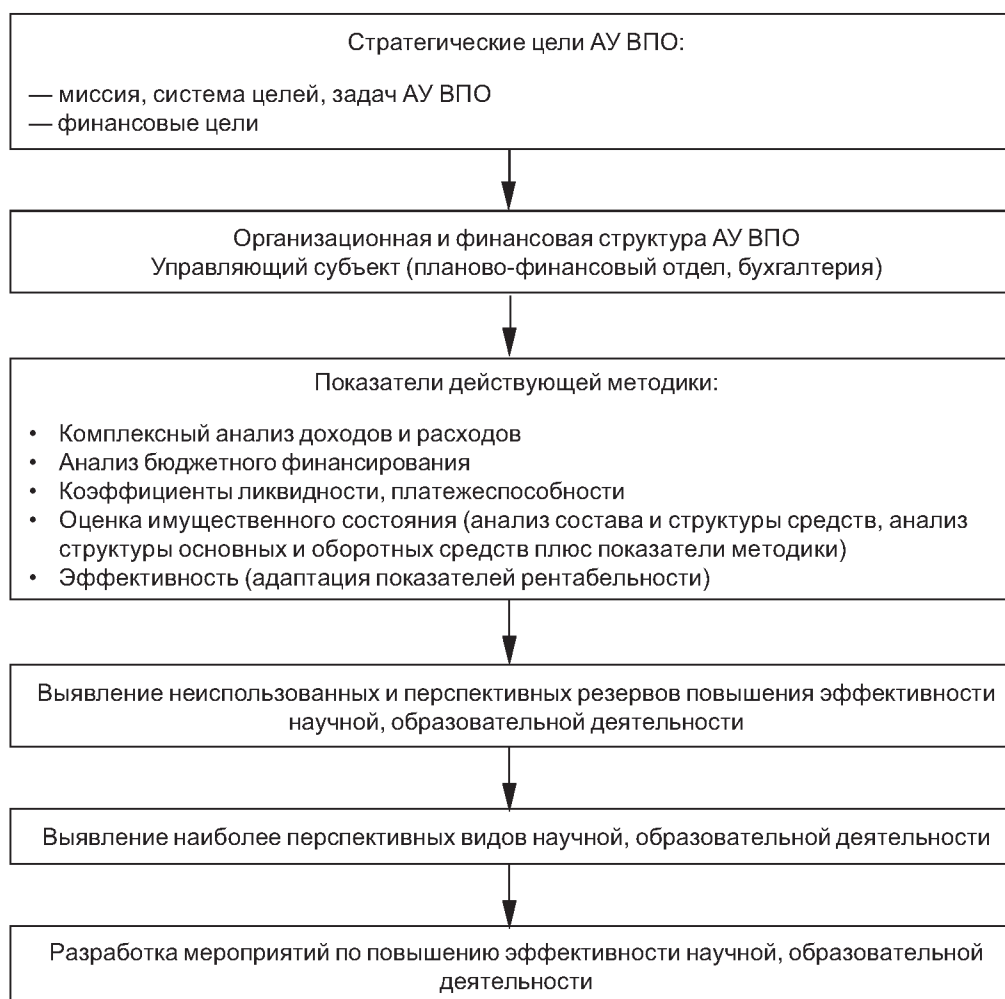 Стратегические цели АУ ВПО:
— миссия, система целей, задач АУ ВПО
— финансовые цели
Организационная и финансовая структура АУ ВПО
Управляющий субъект (планово-финансовый отдел, бухгалтерия)
Показатели действующей методики:
• Комплексный анализ доходов и расходов
• Анализ бюджетного финансирования
• Коэффициенты ликвидности, платежеспособности
• Оценка имущественного состояния (анализ состава и структуры средств, анализ
структуры основных и оборотных средств плюс показатели методики)
• Эффективность (адаптация показателей рентабельности)
Выявление неиспользованных и перспективных резервов повышения эффективности
научной, образовательной деятельности
Выявление наиболее перспективных видов научной, образовательной деятельности
Разработка мероприятий по повышению эффективности научной, образовательной
деятельности